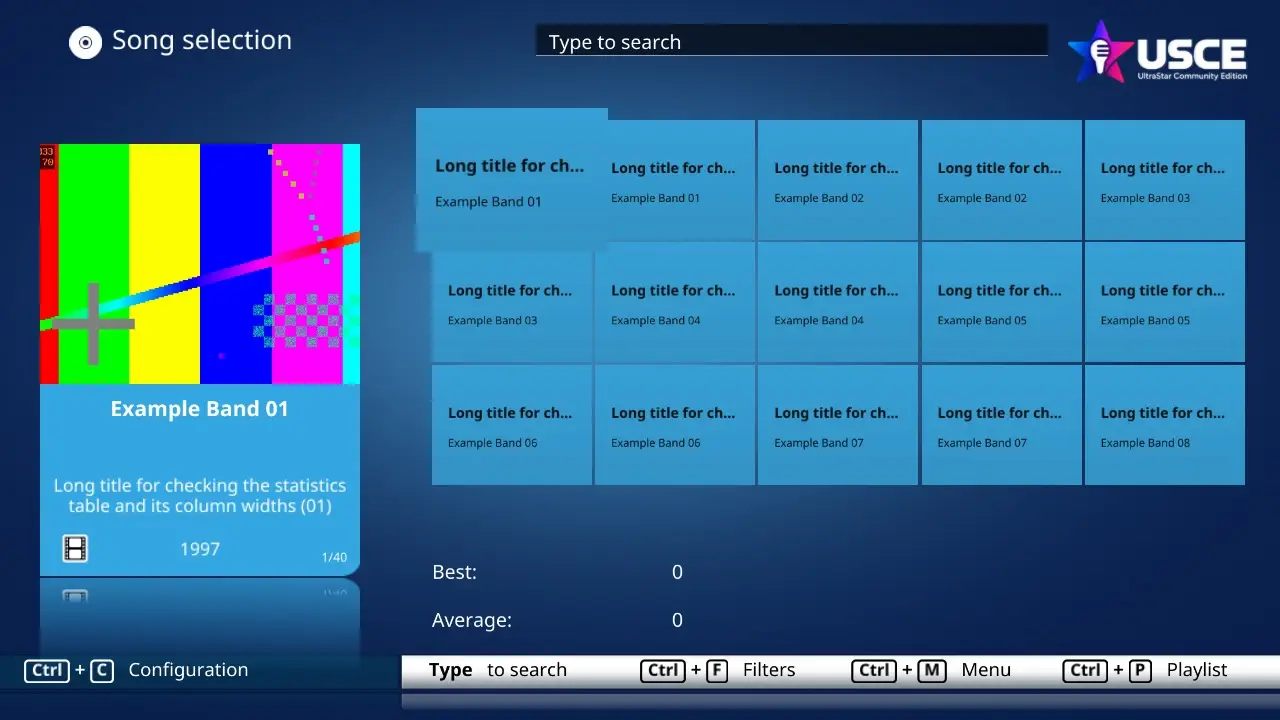 Song selection
Type to search
USCE
UltraStar Community Edition
33
70
Long title for ch...
Example Band 01
Long title for ch...
Example Band 01
Long title for ch...
Example Band 02
Long title for ch...
Example Band 02
Long title for ch...
Example Band 03
Long title for ch...
Example Band 03
Long title for ch...
Example Band 04
Long title for ch...
Example Band 04
Long title for ch...
Example Band 05
Long title for ch...
Example Band 05
Long title for ch...
Example Band 06
Long title for ch...
Example Band 06
Long title for ch...
Example Band 07
Long title for ch...
Example Band 07
Long title for ch...
Example Band 08
Example Band 01
Long title for checking the statistics
table and its column widths (01)
1997
1/40
Best: 0
Average: 0
Ctrl + C Configuration
Type to search
Ctrl + F Filters
Ctrl + M Menu
Ctrl + P Playlist